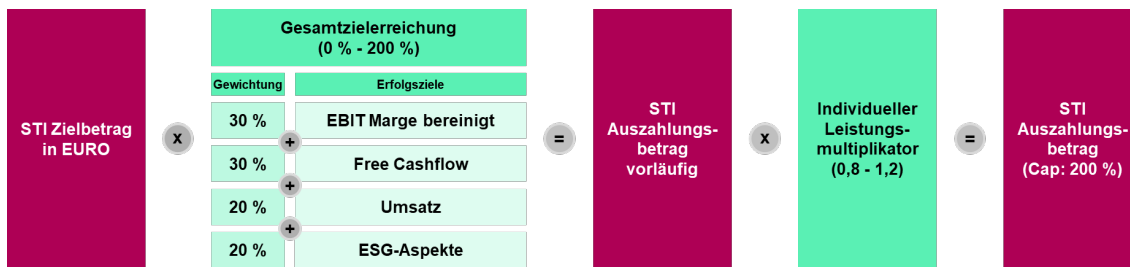 STI Zielbetrag
in EURO
x
Gesamtzielerreichung
(0 % - 200 %)
Gewichtung
Erfolgsziele
30 %
EBIT Marge bereinigt
+
30 %
Free Cashflow
+
20 %
Umsatz
+
20 %
ESG-Aspekte
=
STI
Auszahlungs-
betrag
vorläufig
x
Individueller
Leistungs-
multiplikator
(0,8 - 1,2)
=
STI
Auszahlungs-
betrag
(Cap: 200 %)